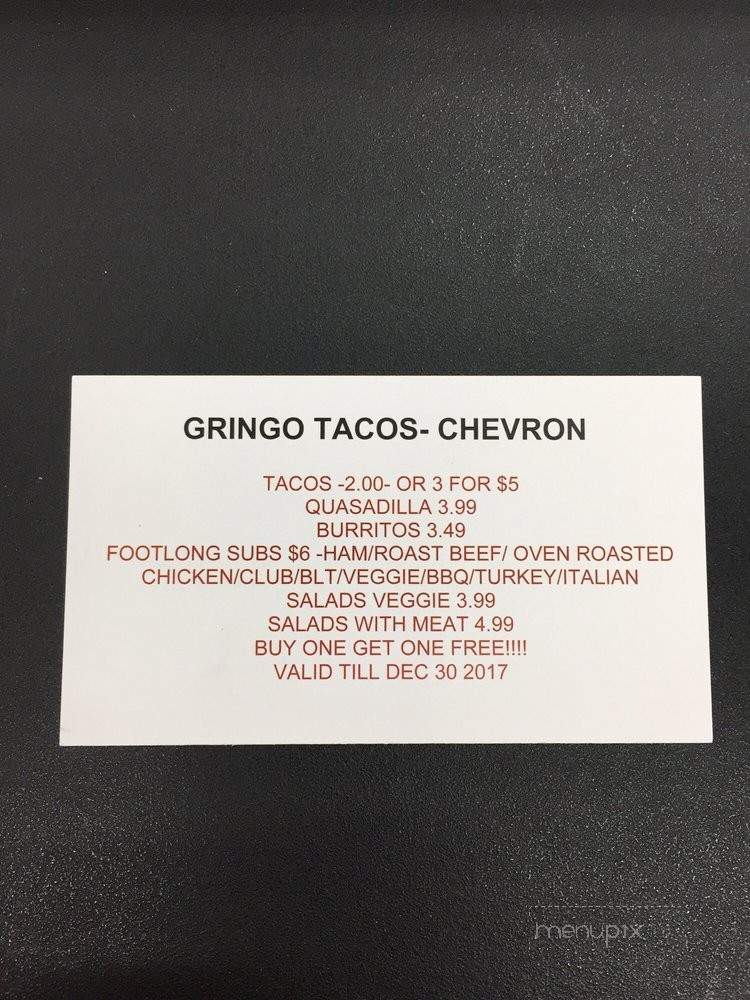 GRINGO TACOS- CHEVRON
TACOS -2.00- OR 3 FOR $5
QUASADILLA 3.99
BURRITOS 3.49
FOOTLONG SUBS $6 -HAM/ROAST BEEF/ OVEN ROASTED
CHICKEN/CLUB/BLT/VEGGIE/BBQ/TURKEY/ITALIAN
SALADS VEGGIE 3.99
SALADS WITH MEAT 4.99
BUY ONE GET ONE FREE!!!!
VALID TILL DEC 30 2017
menupix